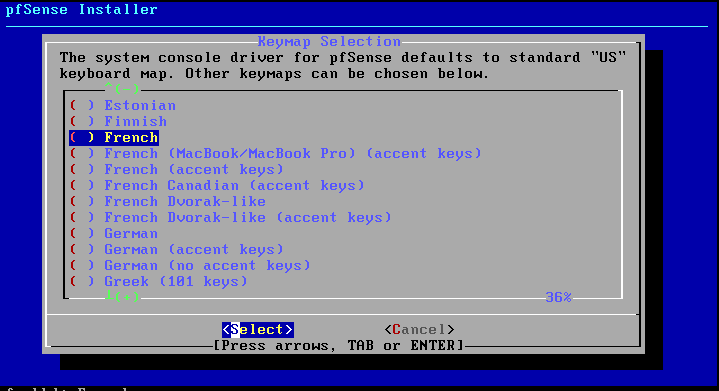 pfSense Installer
Keymap Selection
The system console driver for pfSense defaults to standard "US"
keyboard map. Other keymaps can be chosen below.
^(-)
( ) Estonian
( ) Finnish
( ) French
( ) French (MacBook/MacBook Pro) (accent keys)
( ) French (accent keys)
( ) French Canadian (accent keys)
( ) French Dvorak-like
( ) French Dvorak-like (accent keys)
( ) German
( ) German (accent keys)
( ) German (no accent keys)
( ) Greek (101 keys)
(+) 36%
<Select> <Cancel>
[Press arrows, TAB or ENTER]